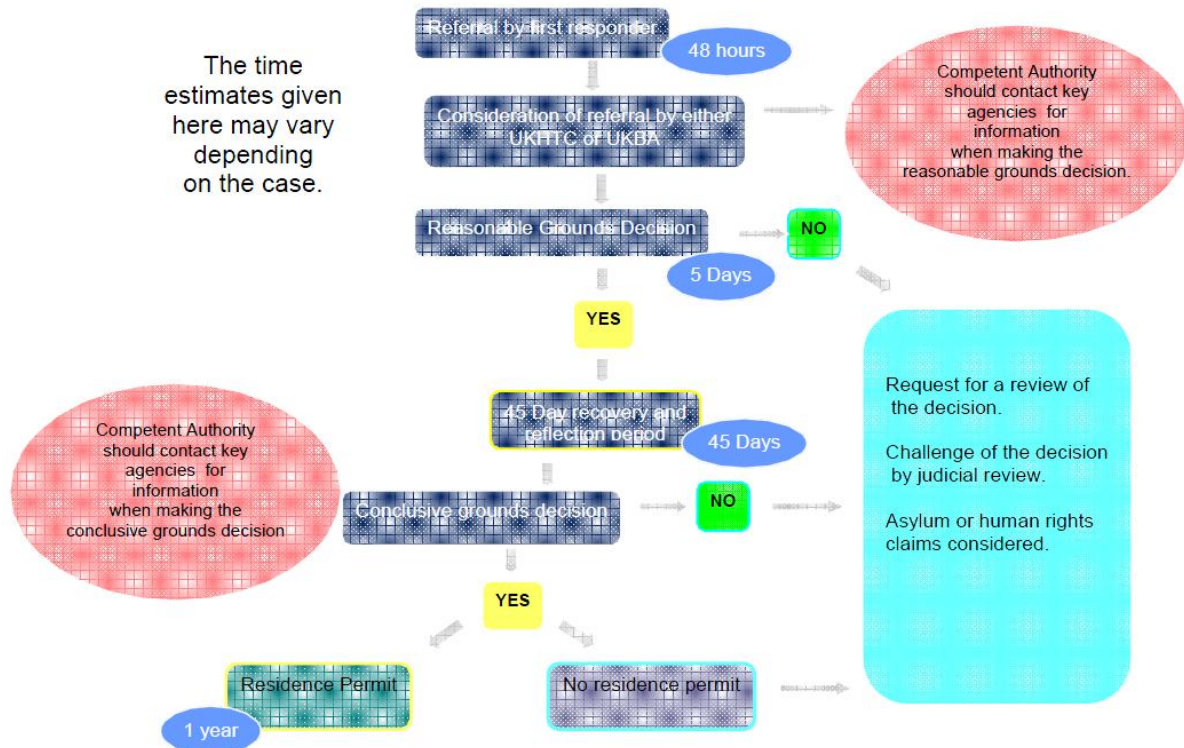 Referral by first responder
48 hours
The time
estimates given
here may vary
depending
on the case.
Consideration of referral by either
UKHTC or UKBA
Competent Authority
should contact key
agencies for
information
when making the
reasonable grounds decision.
Reasonable Grounds Decision
NO
5 Days
YES
45 Day recovery and
reflection period
45 Days
Competent Authority
should contact key
agencies for
information
when making the
conclusive grounds decision
Conclusive grounds decision
NO
Request for a review of
the decision.
Challenge of the decision
by judicial review.
Asylum or human rights
claims considered.
YES
Residence Permit
1 year
No residence permit